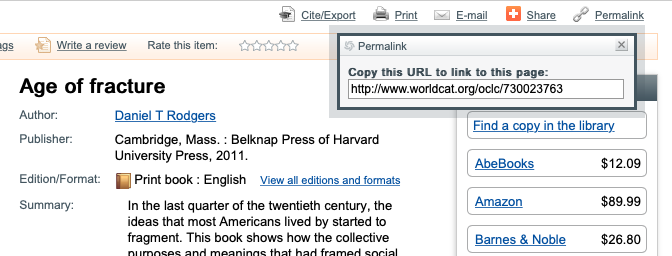 Cite/Export Print E-mail Share Permalink
ags Write a review Rate this item:
Permalink
Copy this URL to link to this page:
http://www.worldcat.org/oclc/730023763
Age of fracture
Author: Daniel T Rodgers
Publisher: Cambridge, Mass. : Belknap Press of Harvard
University Press, 2011.
Edition/Format: Print book : English View all editions and formats
Summary: In the last quarter of the twentieth century, the
ideas that most Americans lived by started to
fragment. This book shows how the collective
purposes and meanings that had framed social
Find a copy in the library
AbeBooks $12.09
Amazon $89.99
Barnes & Noble $26.80